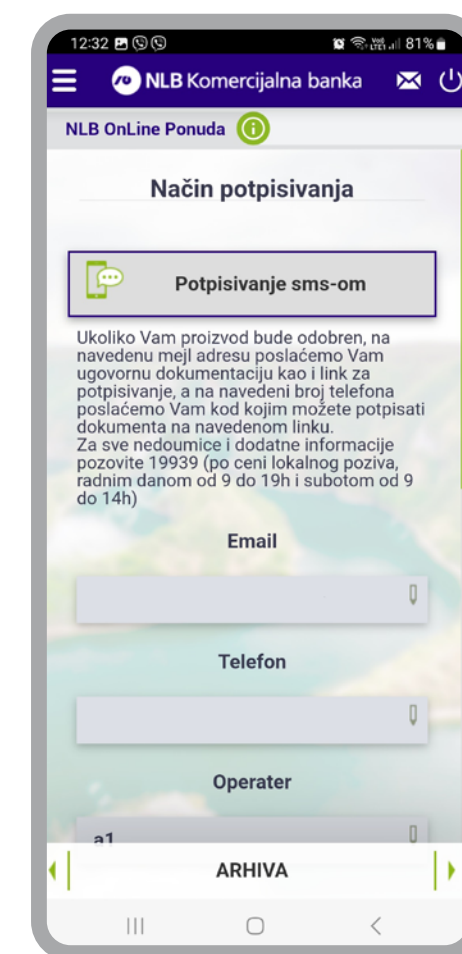 12:32 81%
NLB Komercijalna banka
NLB OnLine Ponuda
Način potpisivanja
Potpisivanje sms-om
Ukoliko Vam proizvod bude odobren, na
navedenu mejl adresu poslaćemo Vam
ugovornu dokumentaciju kao i link za
potpisivanje, a na navedeni broj telefona
poslaćemo Vam kod kojim možete potpisati
dokumenta na navedenom linku.
Za sve nedoumice i dodatne informacije
pozovite 19939 (po ceni lokalnog poziva,
radnim danom od 9 do 19h i subotom od 9
do 14h)
Email
Telefon
Operater
a1
ARHIVA